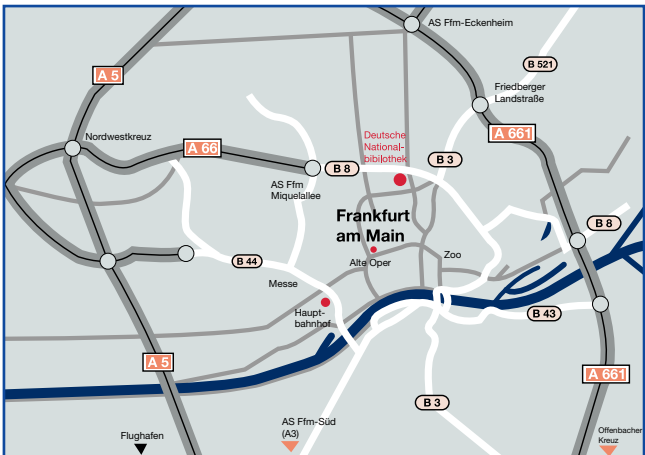 AS Ffm-Eckenheim
B 521
A 5
Friedberger
Landstraße
A 661
Nordwestkreuz
A 66
Deutsche
National-
bibliothek
B 8
B 3
AS Ffm
Miquelallee
Frankfurt
am Main
B 8
Alte Oper
Zoo
B 44
Messe
Haupt-
bahnhof
B 43
A 5
A 661
B 3
AS Ffm-Süd
(A3)
Flughafen
Offenbacher
Kreuz